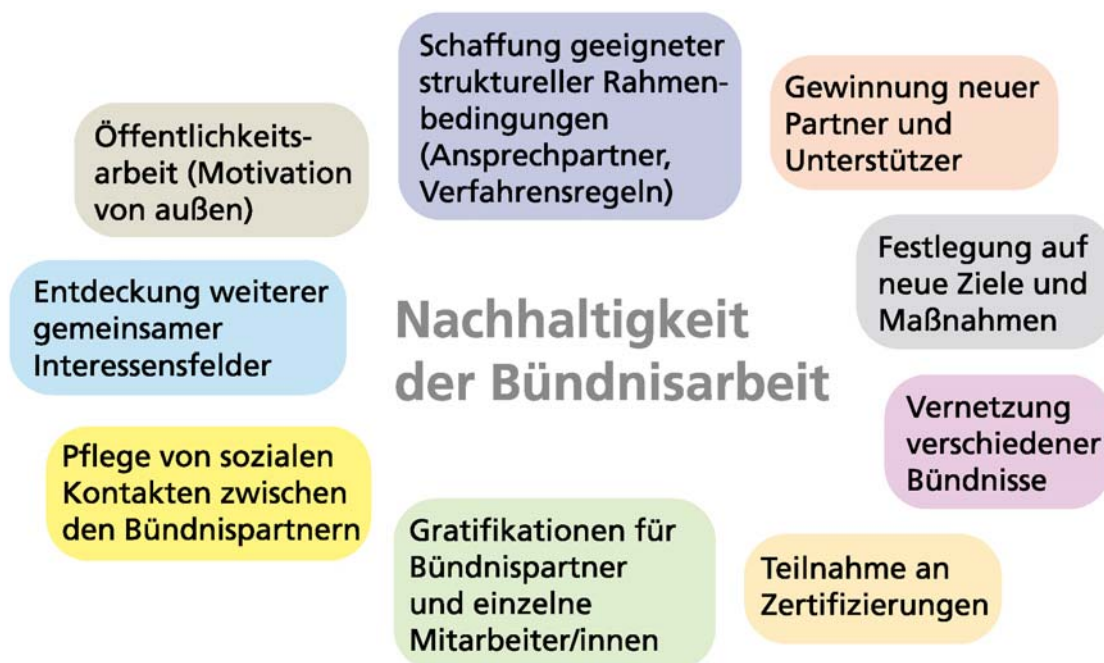 Schaffung geeigneter
struktureller Rahmen-
bedingungen
(Ansprechpartner,
Verfahrensregeln)
Gewinnung neuer
Partner und
Unterstützer
Festlegung auf
neue Ziele und
Maßnahmen
Vernetzung
verschiedener
Bündnisse
Teilnahme an
Zertifizierungen
Gratifikationen für
Bündnispartner
und einzelne
Mitarbeiter/innen
Pflege von sozialen
Kontakten zwischen
den Bündnispartnern
Entdeckung weiterer
gemeinsamer
Interessensfelder
Öffentlichkeits-
arbeit (Motivation
von außen)
Nachhaltigkeit
der Bündnisarbeit